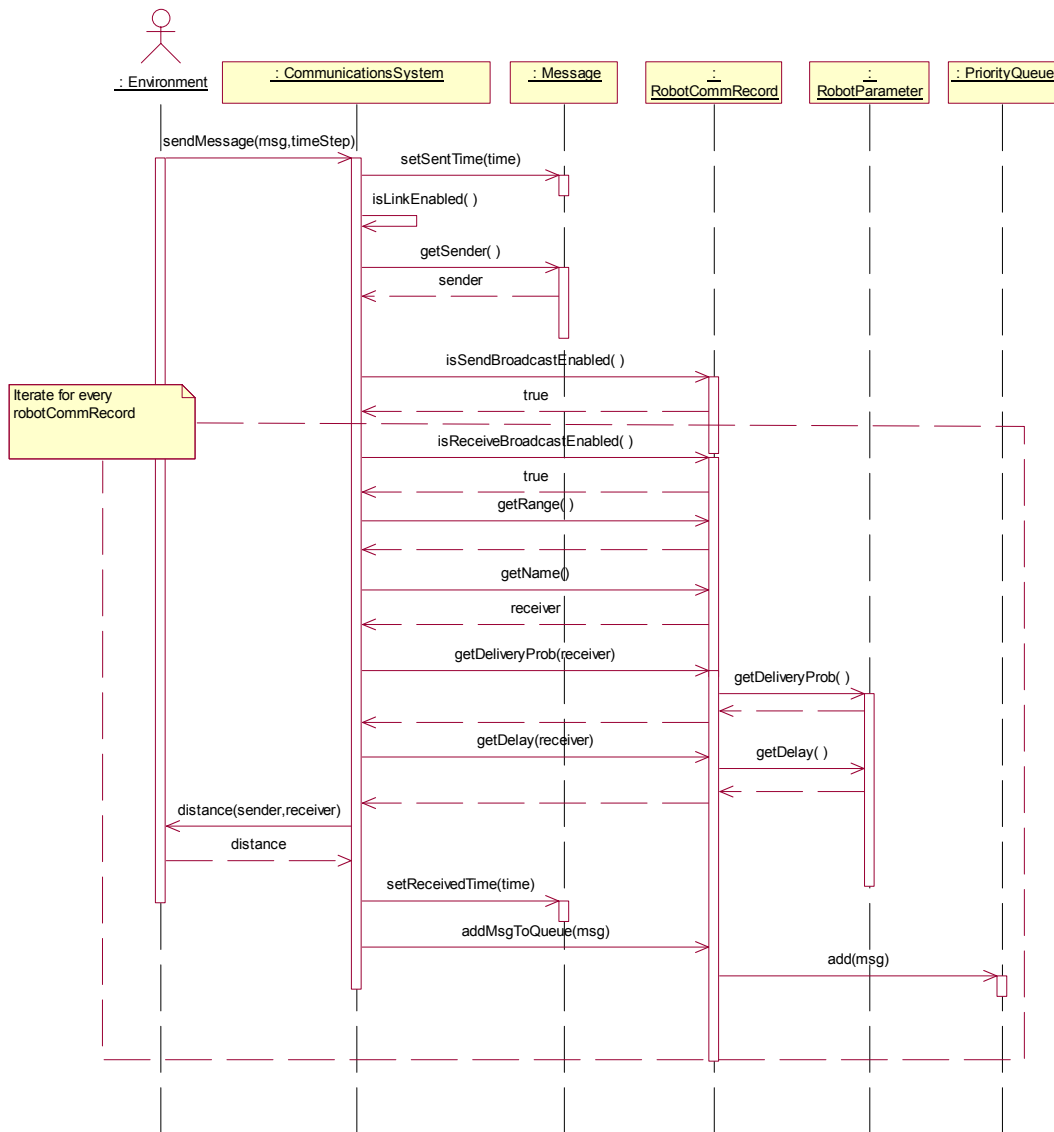 : Environment
: CommunicationsSystem
: Message
:
RobotCommRecord
:
RobotParameter
: PriorityQueue
sendMessage(msg,timeStep)
setSentTime(time)
isLinkEnabled( )
getSender( )
sender
isSendBroadcastEnabled( )
Iterate for every
robotCommRecord
true
isReceiveBroadcastEnabled( )
true
getRange( )
getName()
receiver
getDeliveryProb(receiver)
getDeliveryProb( )
getDelay(receiver)
getDelay( )
distance(sender,receiver)
distance
setReceivedTime(time)
addMsgToQueue(msg)
add(msg)